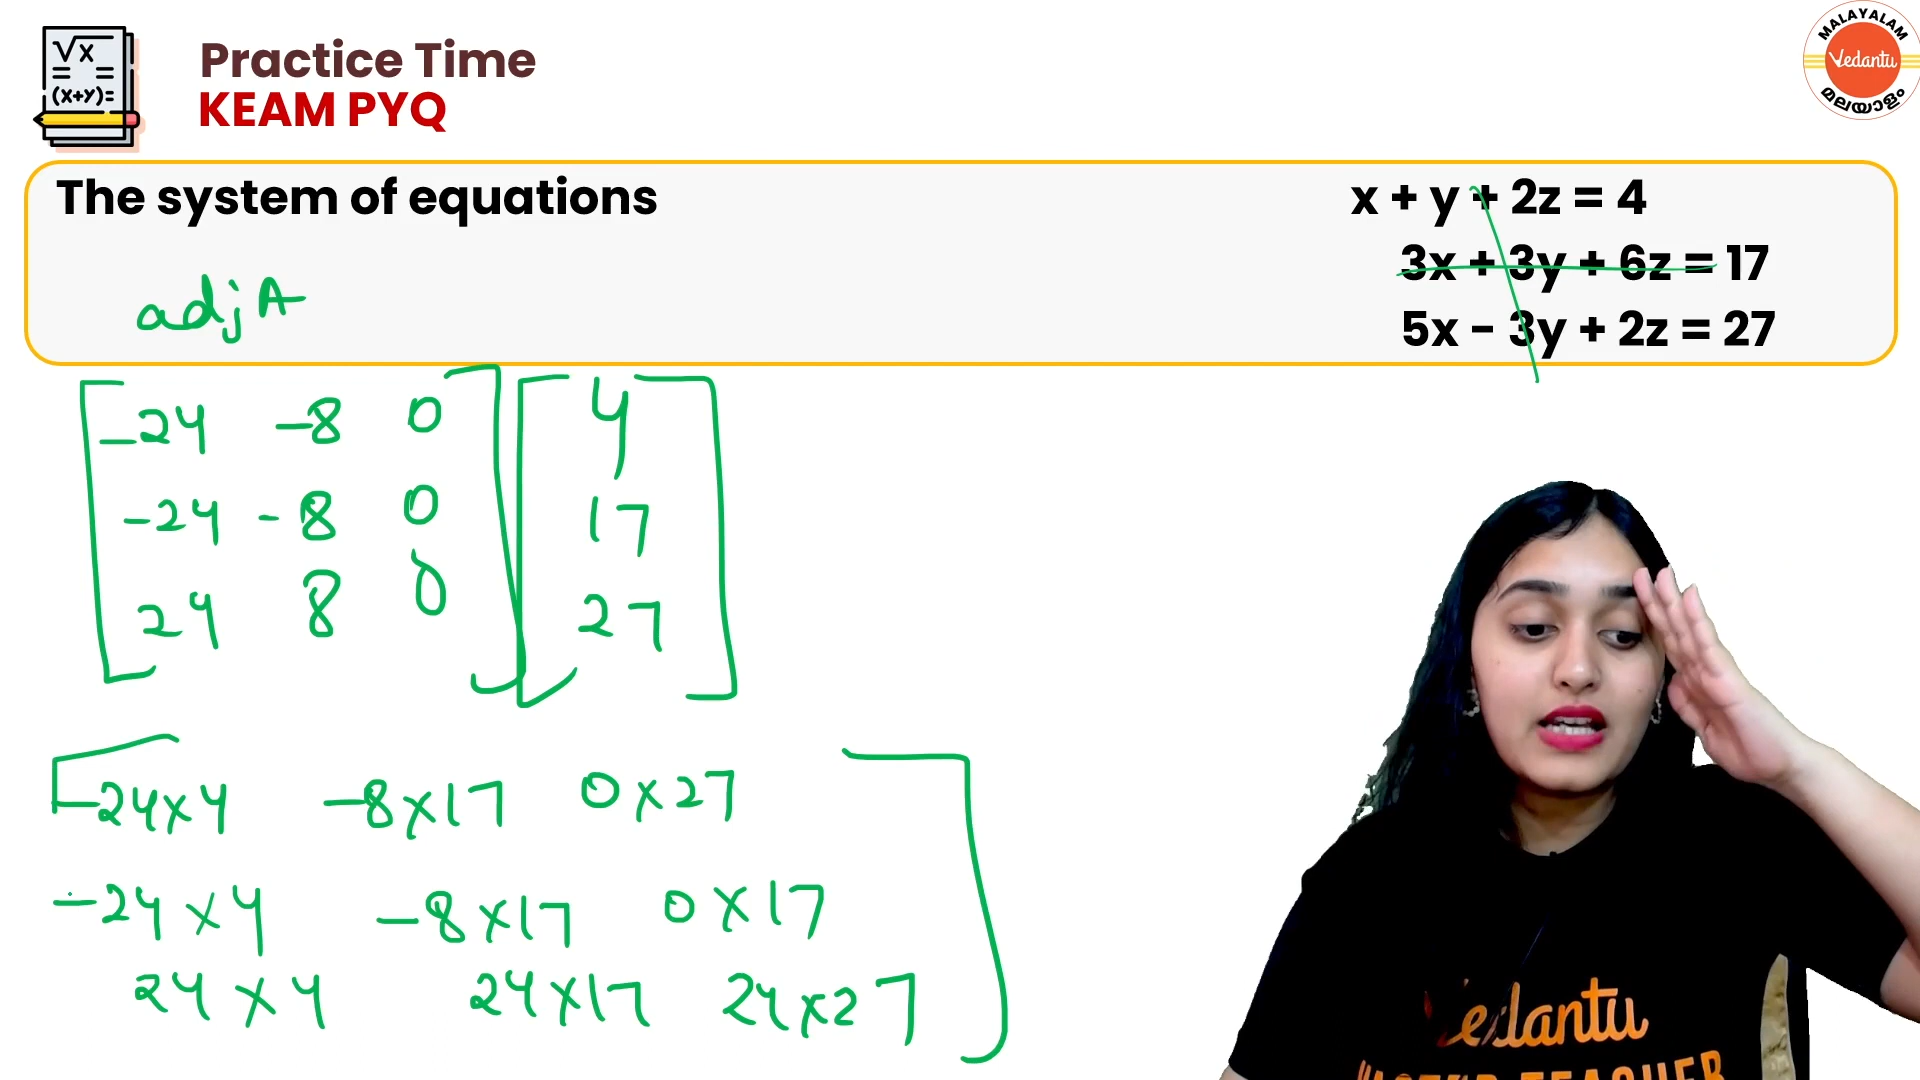 √x
= =
(x+y)=
Practice Time
KEAM PYQ
MALAYALAM
Vedantu
മലയാളം
The system of equations
x + y + 2z = 4
3x + 3y + 6z = 17
5x - 3y + 2z = 27
adj A
-24 -8 0 4
-24 -8 0 17
24 8 0 27
-24x4 -8x17 0x27
-24x4 -8x17 0x17
24x4 24x17 24x27
Vedantu
MASTER TEACHER